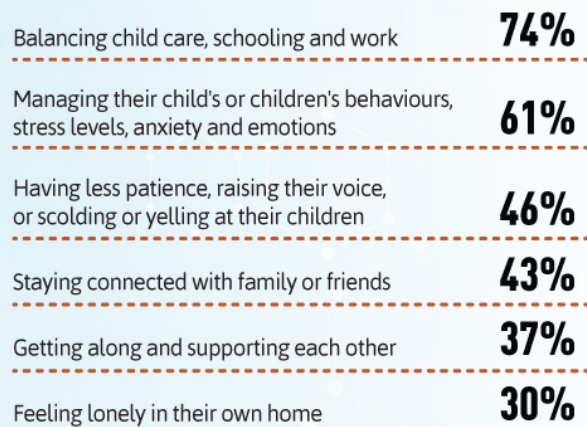 Balancing child care, schooling and work 74%
Managing their child's or children's behaviours,
stress levels, anxiety and emotions 61%
Having less patience, raising their voice,
or scolding or yelling at their children 46%
Staying connected with family or friends 43%
Getting along and supporting each other 37%
Feeling lonely in their own home 30%